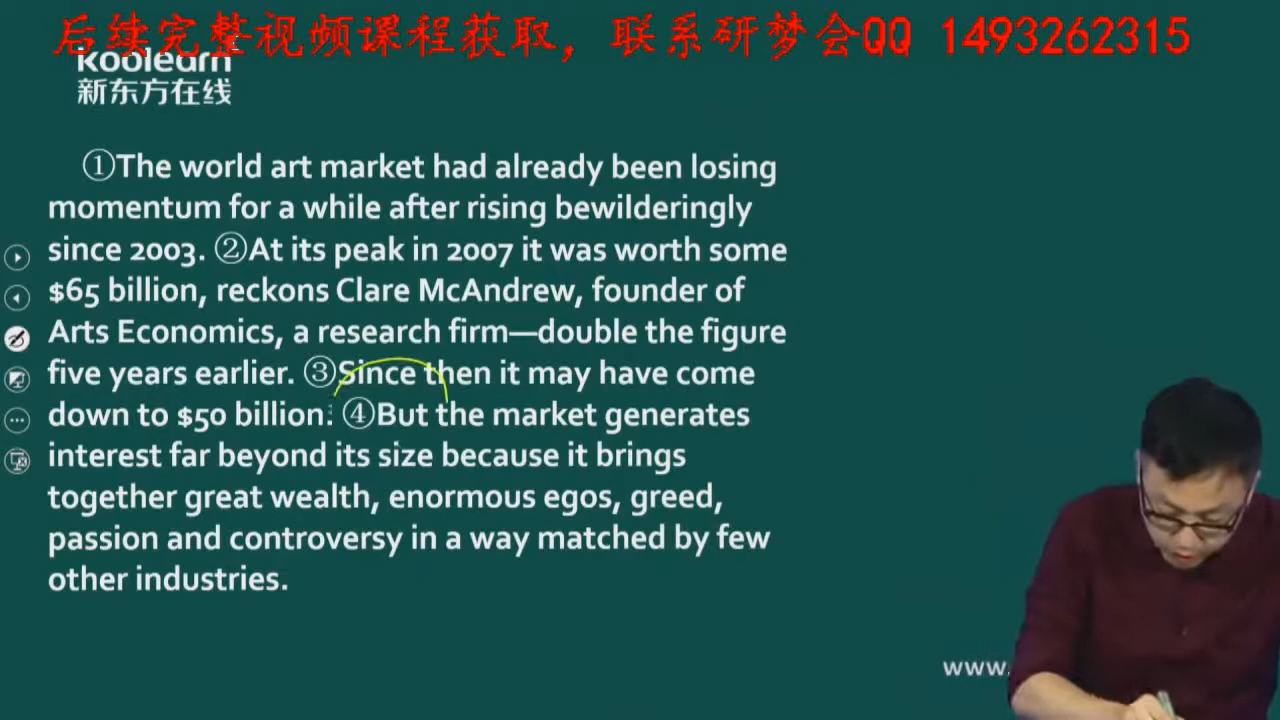 后续完整视频课程获取，联系研梦会QQ 1493262315
koolearn
新东方在线
①The world art market had already been losing
momentum for a while after rising bewilderingly
since 2003. ②At its peak in 2007 it was worth some
$65 billion, reckons Clare McAndrew, founder of
Arts Economics, a research firm—double the figure
five years earlier. ③Since then it may have come
down to $50 billion. ④But the market generates
interest far beyond its size because it brings
together great wealth, enormous egos, greed,
passion and controversy in a way matched by few
other industries.
www.